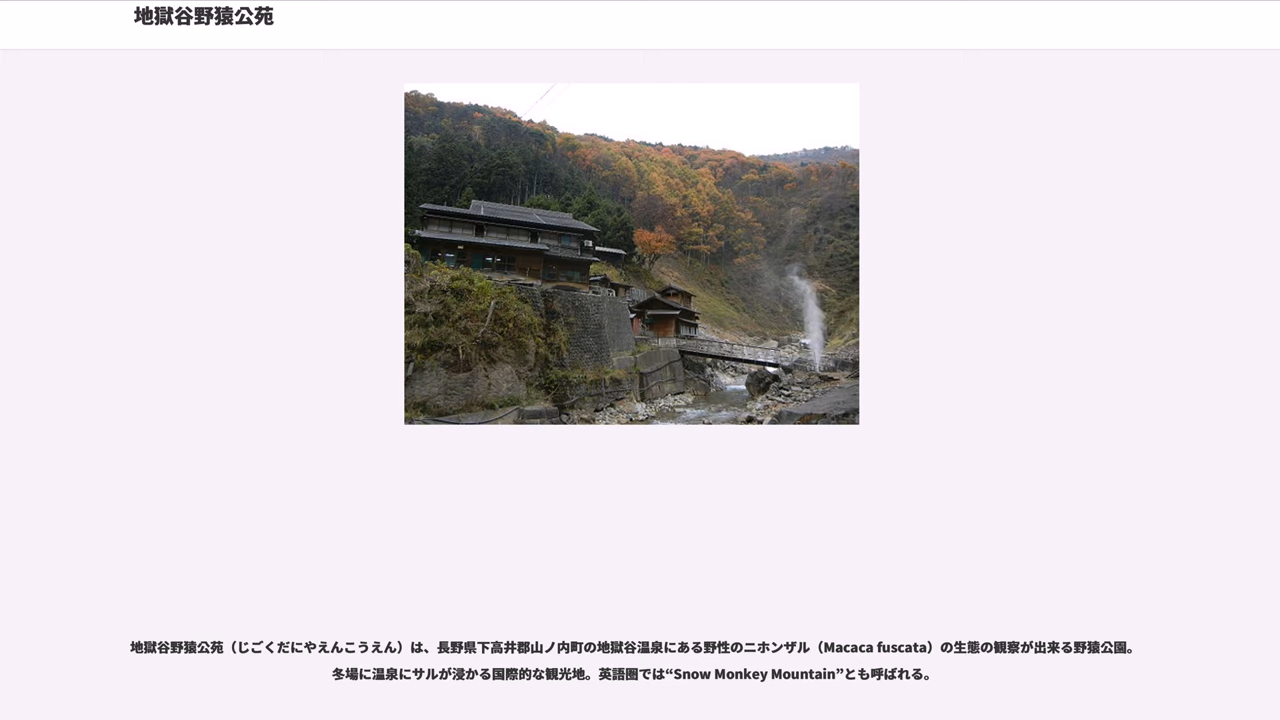 地獄谷野猿公苑
地獄谷野猿公苑（じごくだにやえんこうえん）は、長野県下高井郡山ノ内町の地獄谷温泉にある野性のニホンザル（Macaca fuscata）の生態の観察が出来る野猿公園。
冬場に温泉にサルが浸かる国際的な観光地。英語圏では“Snow Monkey Mountain”とも呼ばれる。